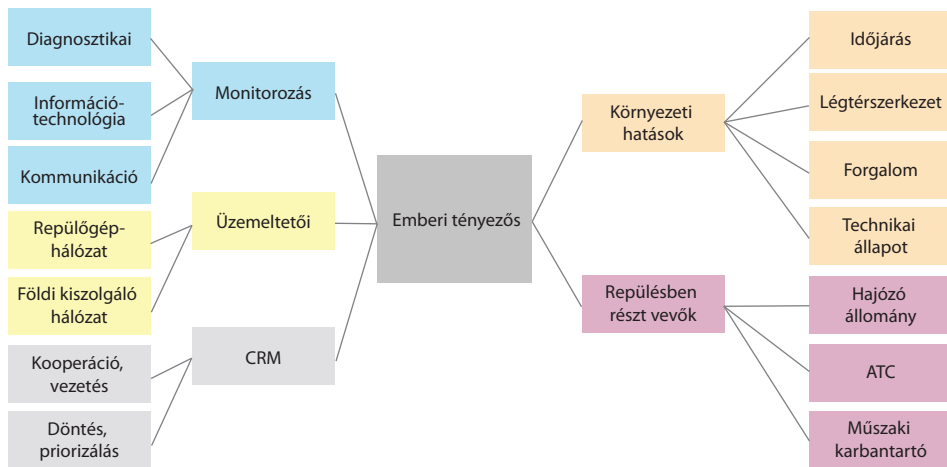 Diagnosztikai
Információ-
technológia
Kommunikáció
Repülőgép-
hálózat
Földi kiszolgáló
hálózat
Kooperáció,
vezetés
Döntés,
priorizálás
Monitorozás
Üzemeltetői
CRM
Emberi tényezős
Környezeti
hatások
Repülésben
részt vevők
Időjárás
Légtérszerkezet
Forgalom
Technikai
állapot
Hajózó
állomány
ATC
Műszaki
karbantartó